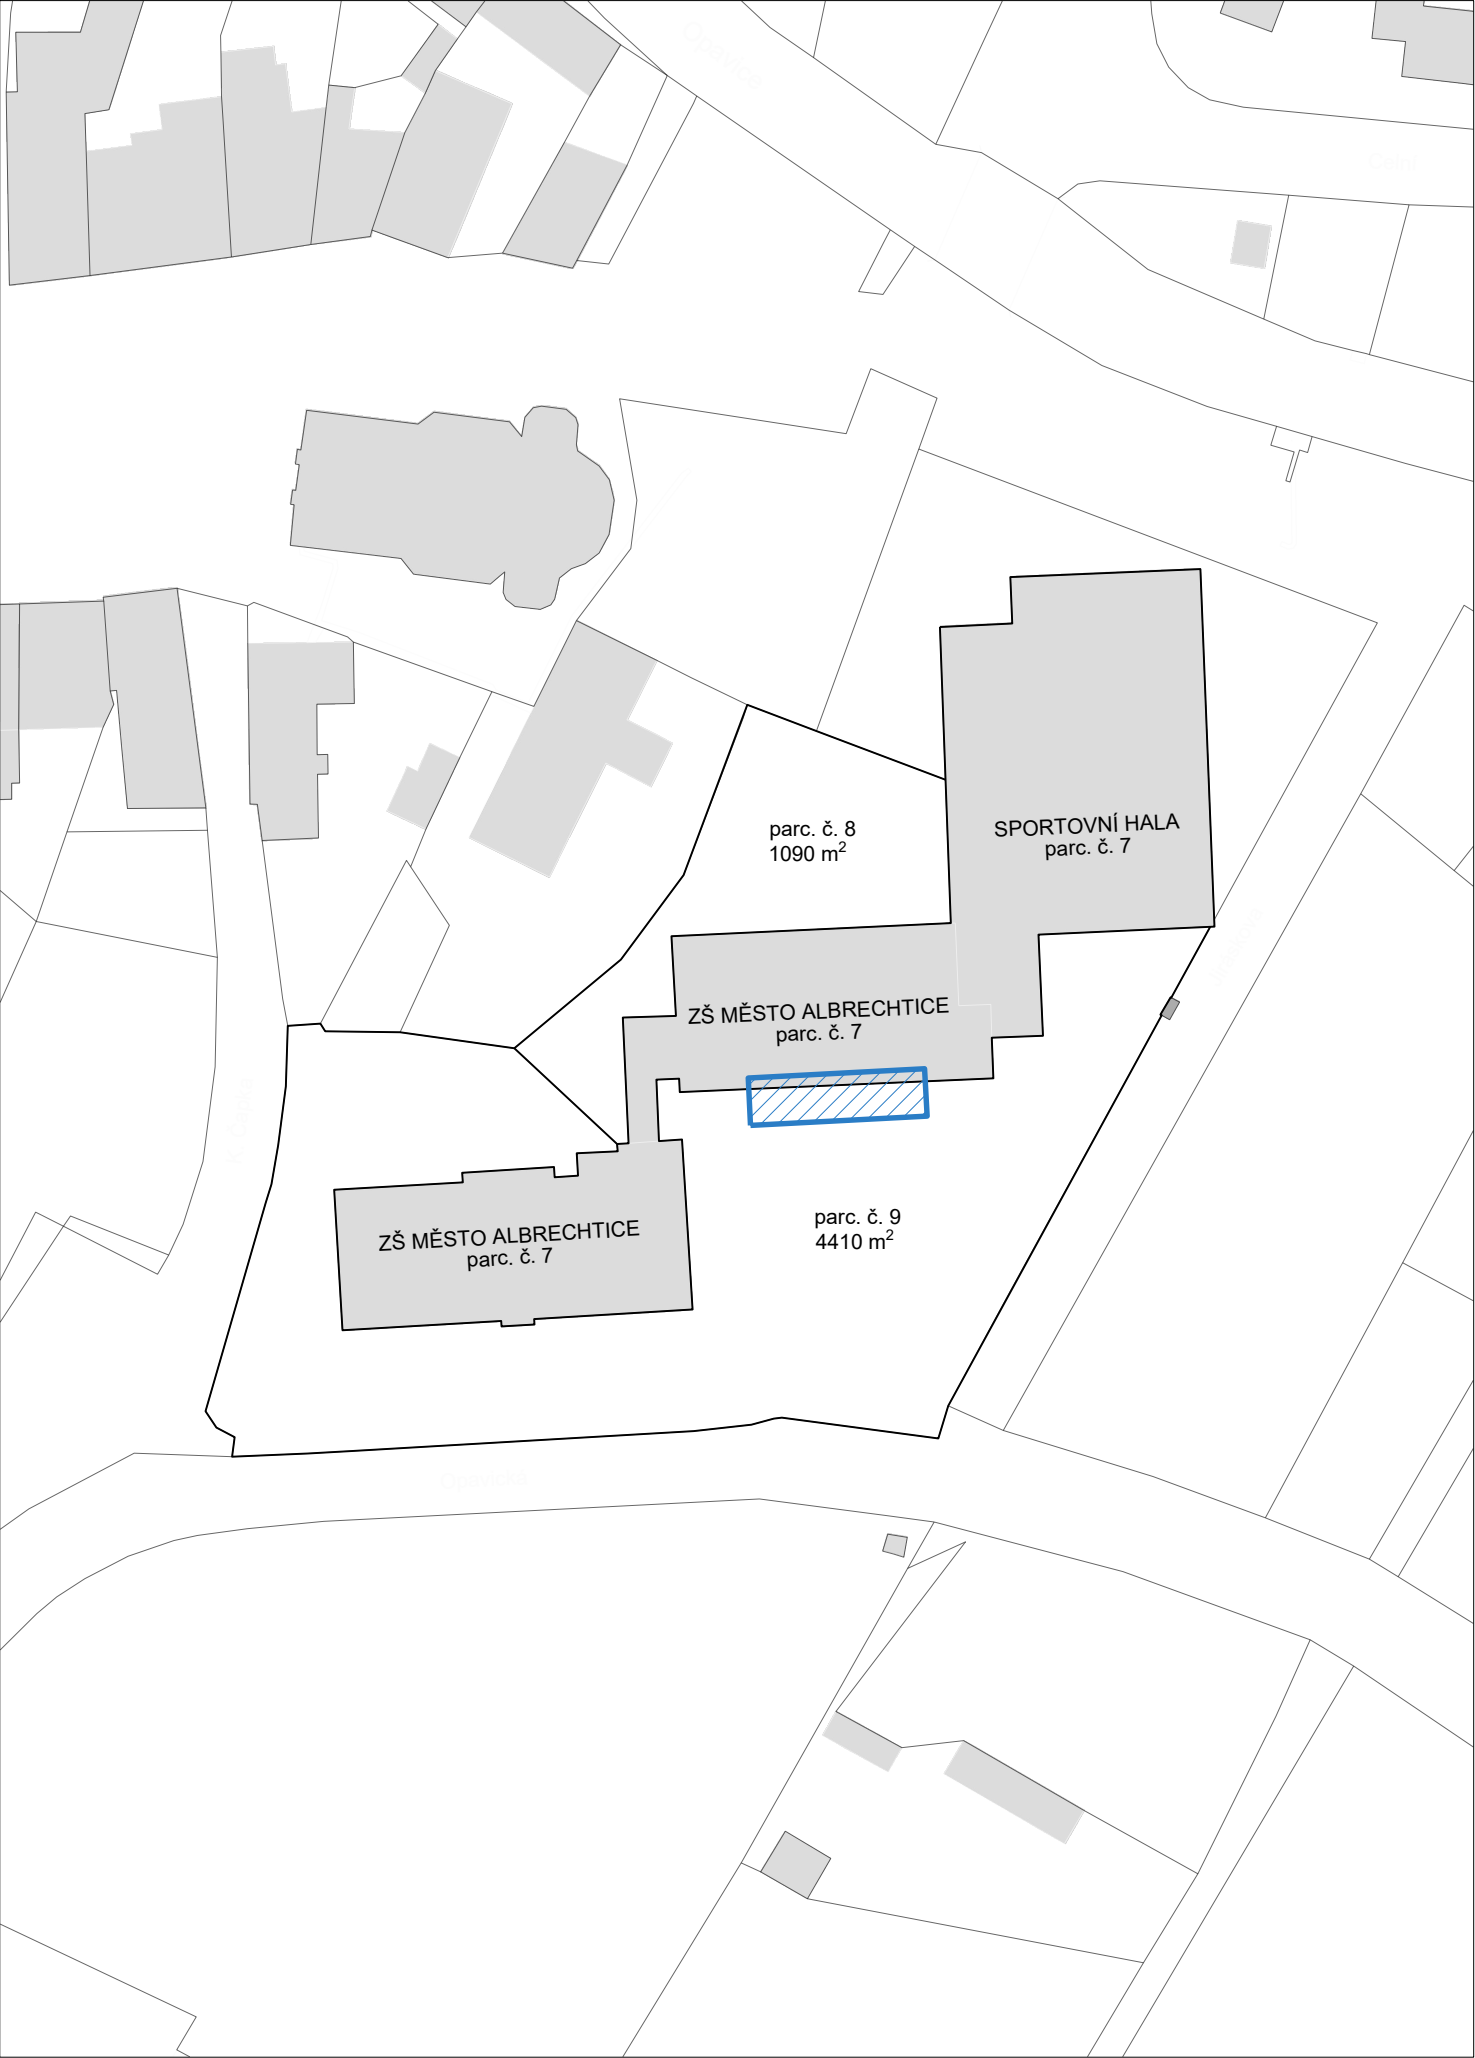 parc. č. 8
1090 m²
SPORTOVNÍ HALA
parc. č. 7
ZŠ MĚSTO ALBRECHTICE
parc. č. 7
parc. č. 9
4410 m²
ZŠ MĚSTO ALBRECHTICE
parc. č. 7